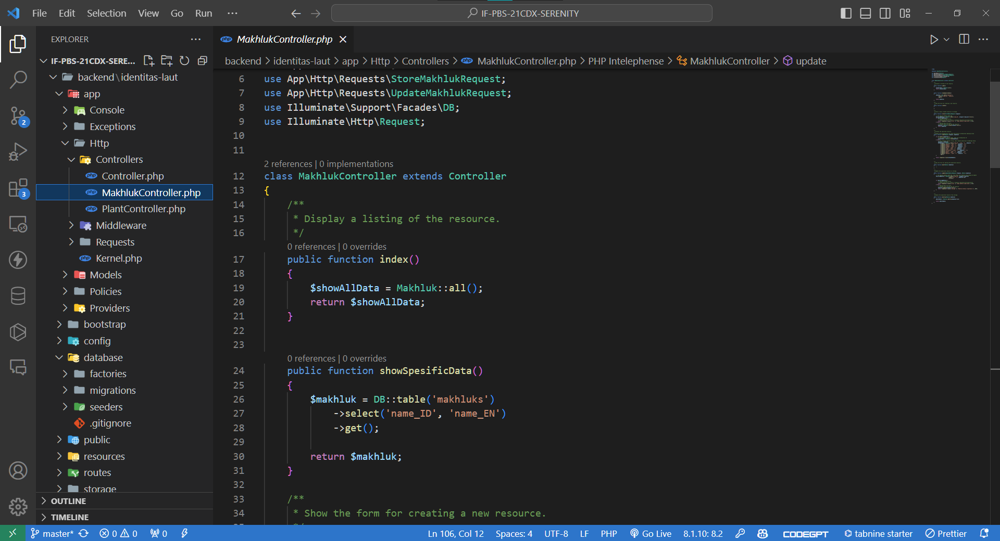 File Edit Selection View Go Run ···
IF-PBS-21CDX-SERENITY
EXPLORER
IF-PBS-21CDX-SERE...
backend\identitas-laut
app
Console
Exceptions
Http
Controllers
Controller.php
MakhlukController.php
PlantController.php
Middleware
Requests
Kernel.php
Models
Policies
Providers
bootstrap
config
database
factories
migrations
seeders
.gitignore
public
resources
routes
storage
OUTLINE
TIMELINE
2
3
MakhlukController.php
backend > identitas-laut > app > Http > Controllers > MakhlukController.php > PHP Intelephense > MakhlukController > update
6 use App\Http\Requests\StoreMakhlukRequest;
7 use App\Http\Requests\UpdateMakhlukRequest;
8 use Illuminate\Support\Facades\DB;
9 use Illuminate\Http\Request;
10
11
2 references | 0 implementations
12 class MakhlukController extends Controller
13 {
14 /**
15 * Display a listing of the resource.
16 */
0 references | 0 overrides
17 public function index()
18 {
19 $showAllData = Makhluk::all();
20 return $showAllData;
21 }
22
23
0 references | 0 overrides
24 public function showSpesificData()
25 {
26 $makhluk = DB::table('makhluks')
27 ->select('name_ID', 'name_EN')
28 ->get();
29
30 return $makhluk;
31 }
32
33 /**
34 * Show the form for creating a new resource.
master* 0 0 0 Ln 106, Col 12 Spaces: 4 UTF-8 LF PHP Go Live 8.1.10: 8.2 CODEGPT tabnine starter Prettier